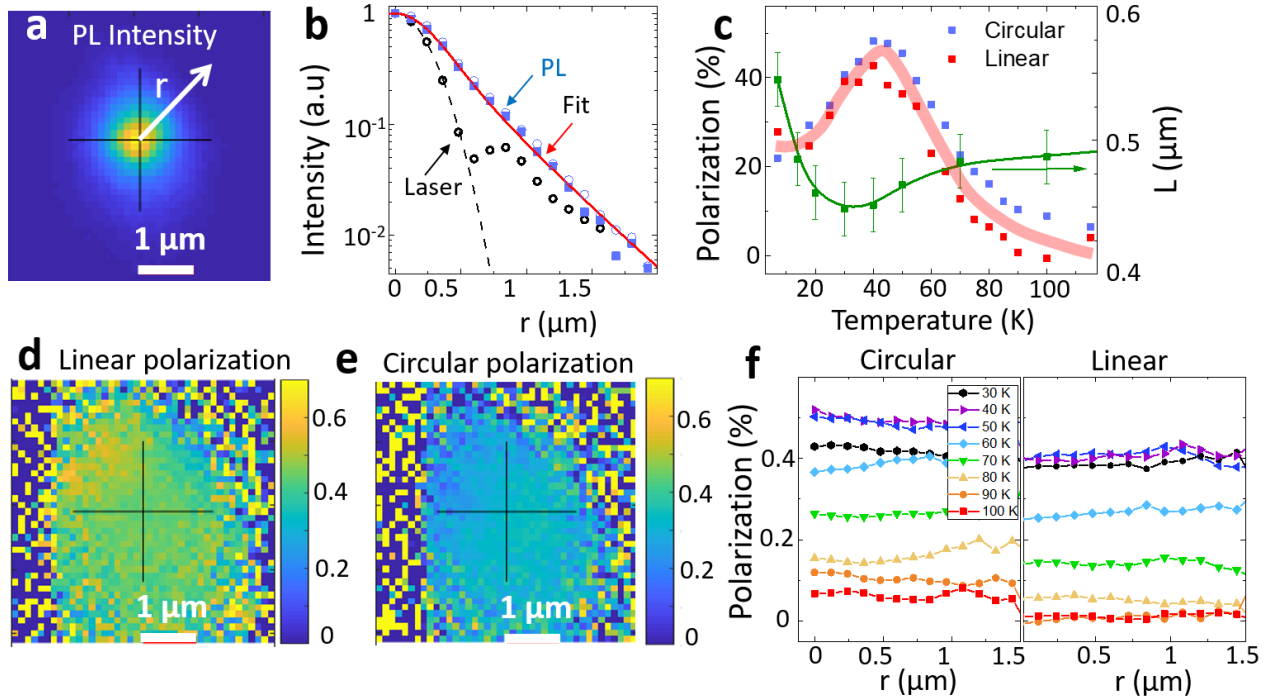 a
PL Intensity
r
1 μm
b
Intensity (a.u)
1
10⁻¹
10⁻²
PL
Fit
Laser
0 0.5 1 1.5
r (μm)
c
Polarization (%)
40
20
0
Circular
Linear
0.6
0.5
0.4
L (μm)
20 40 60 80 100
Temperature (K)
d
Linear polarization
1 μm
0.6
0.4
0.2
0
e
Circular polarization
1 μm
0.6
0.4
0.2
0
f
Circular
Linear
Polarization (%)
0.4
0.2
0
30 K
40 K
50 K
60 K
70 K
80 K
90 K
100 K
0 0.5 1 1.5
r (μm)
0 0.5 1 1.5
r (μm)